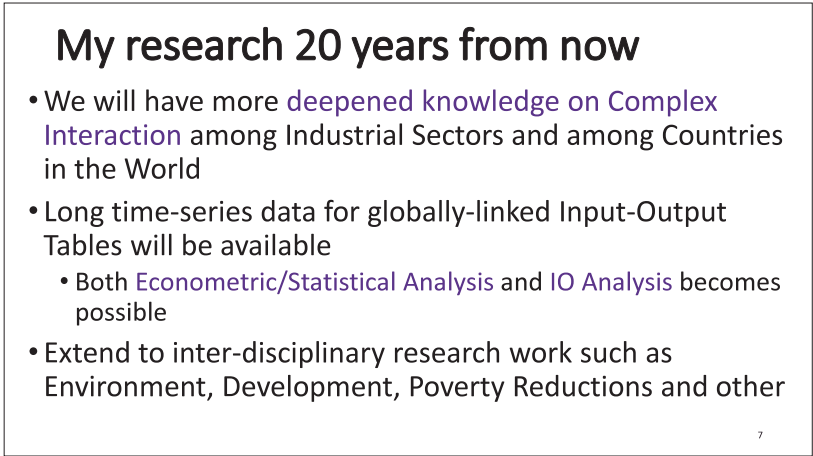 My research 20 years from now
• We will have more deepened knowledge on Complex
Interaction among Industrial Sectors and among Countries
in the World
• Long time-series data for globally-linked Input-Output
Tables will be available
• Both Econometric/Statistical Analysis and IO Analysis becomes
possible
• Extend to inter-disciplinary research work such as
Environment, Development, Poverty Reductions and other
7